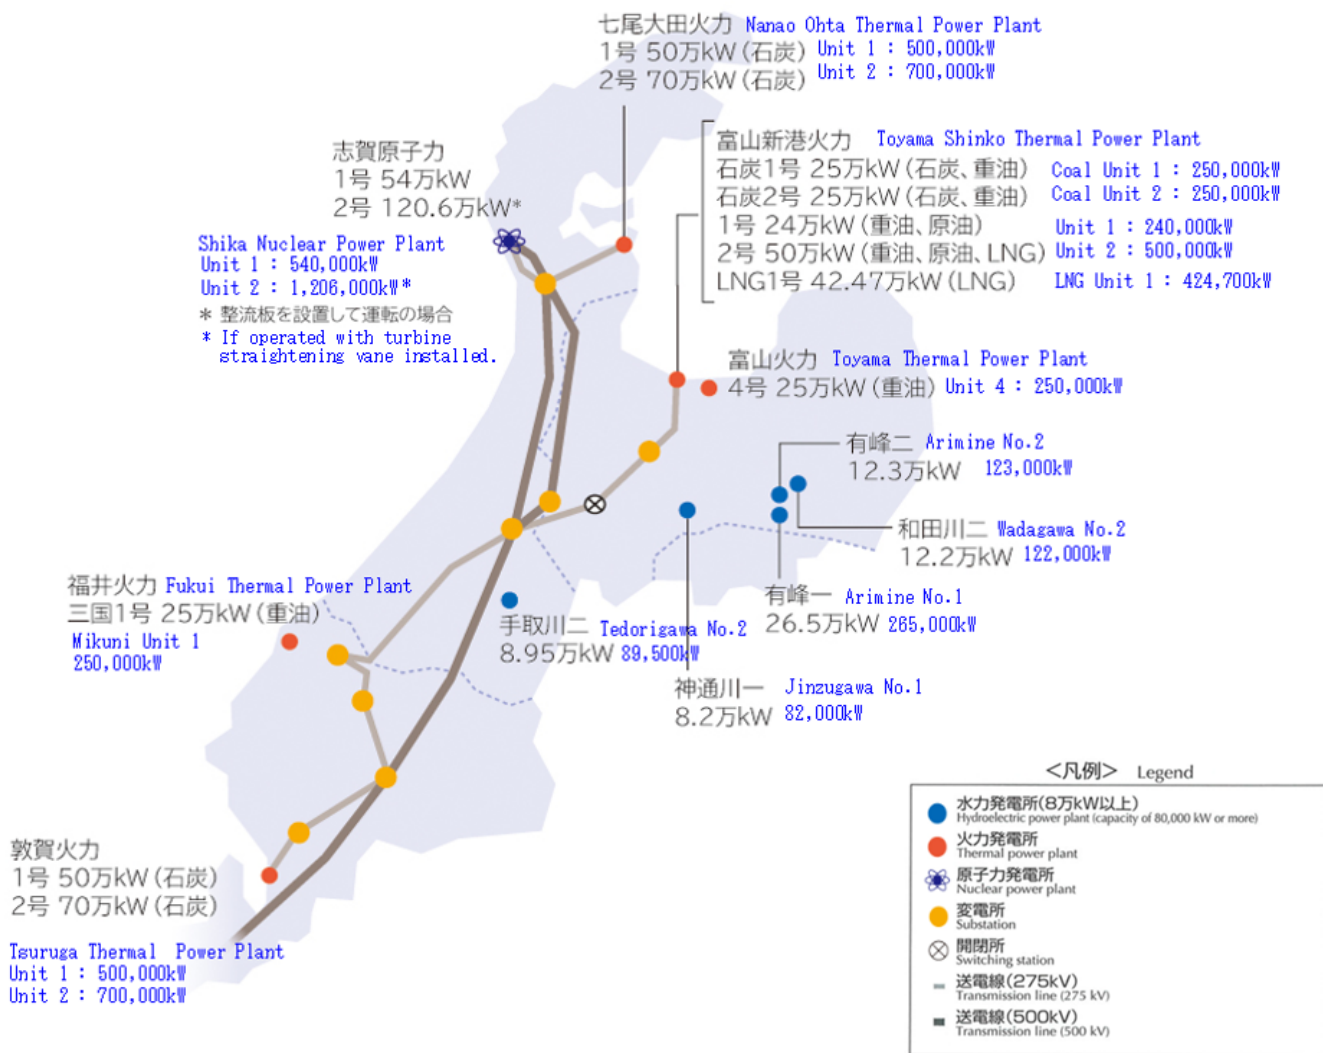 七尾大田火力 Nanao Ohta Thermal Power Plant
1号 50万kW(石炭) Unit 1 : 500,000kW
2号 70万kW(石炭) Unit 2 : 700,000kW
富山新港火力 Toyama Shinko Thermal Power Plant
石炭1号 25万kW(石炭、重油) Coal Unit 1 : 250,000kW
石炭2号 25万kW(石炭、重油) Coal Unit 2 : 250,000kW
1号 24万kW(重油、原油) Unit 1 : 240,000kW
2号 50万kW(重油、原油、LNG) Unit 2 : 500,000kW
LNG1号 42.47万kW(LNG) LNG Unit 1 : 424,700kW
志賀原子力
1号 54万kW
2号 120.6万kW*
Shika Nuclear Power Plant
Unit 1 : 540,000kW
Unit 2 : 1,206,000kW*
* 整流板を設置して運転の場合
* If operated with turbine
straightening vane installed.
富山火力 Toyama Thermal Power Plant
4号 25万kW(重油) Unit 4 : 250,000kW
有峰二 Arimine No.2
12.3万kW 123,000kW
和田川二 Wadagawa No.2
12.2万kW 122,000kW
有峰一 Arimine No.1
26.5万kW 265,000kW
福井火力 Fukui Thermal Power Plant
三国1号 25万kW(重油)
Mikuni Unit 1
250,000kW
手取川二 Tedorigawa No.2
8.95万kW 89,500kW
神通川一 Jinzugawa No.1
8.2万kW 82,000kW
敦賀火力
1号 50万kW(石炭)
2号 70万kW(石炭)
Tsuruga Thermal Power Plant
Unit 1 : 500,000kW
Unit 2 : 700,000kW
<凡例> Legend
水力発電所(8万kW以上)
Hydroelectric power plant (capacity of 80,000 kW or more)
火力発電所
Thermal power plant
原子力発電所
Nuclear power plant
変電所
Substation
開閉所
Switching station
送電線(275kV)
Transmission line (275 kV)
送電線(500kV)
Transmission line (500 kV)